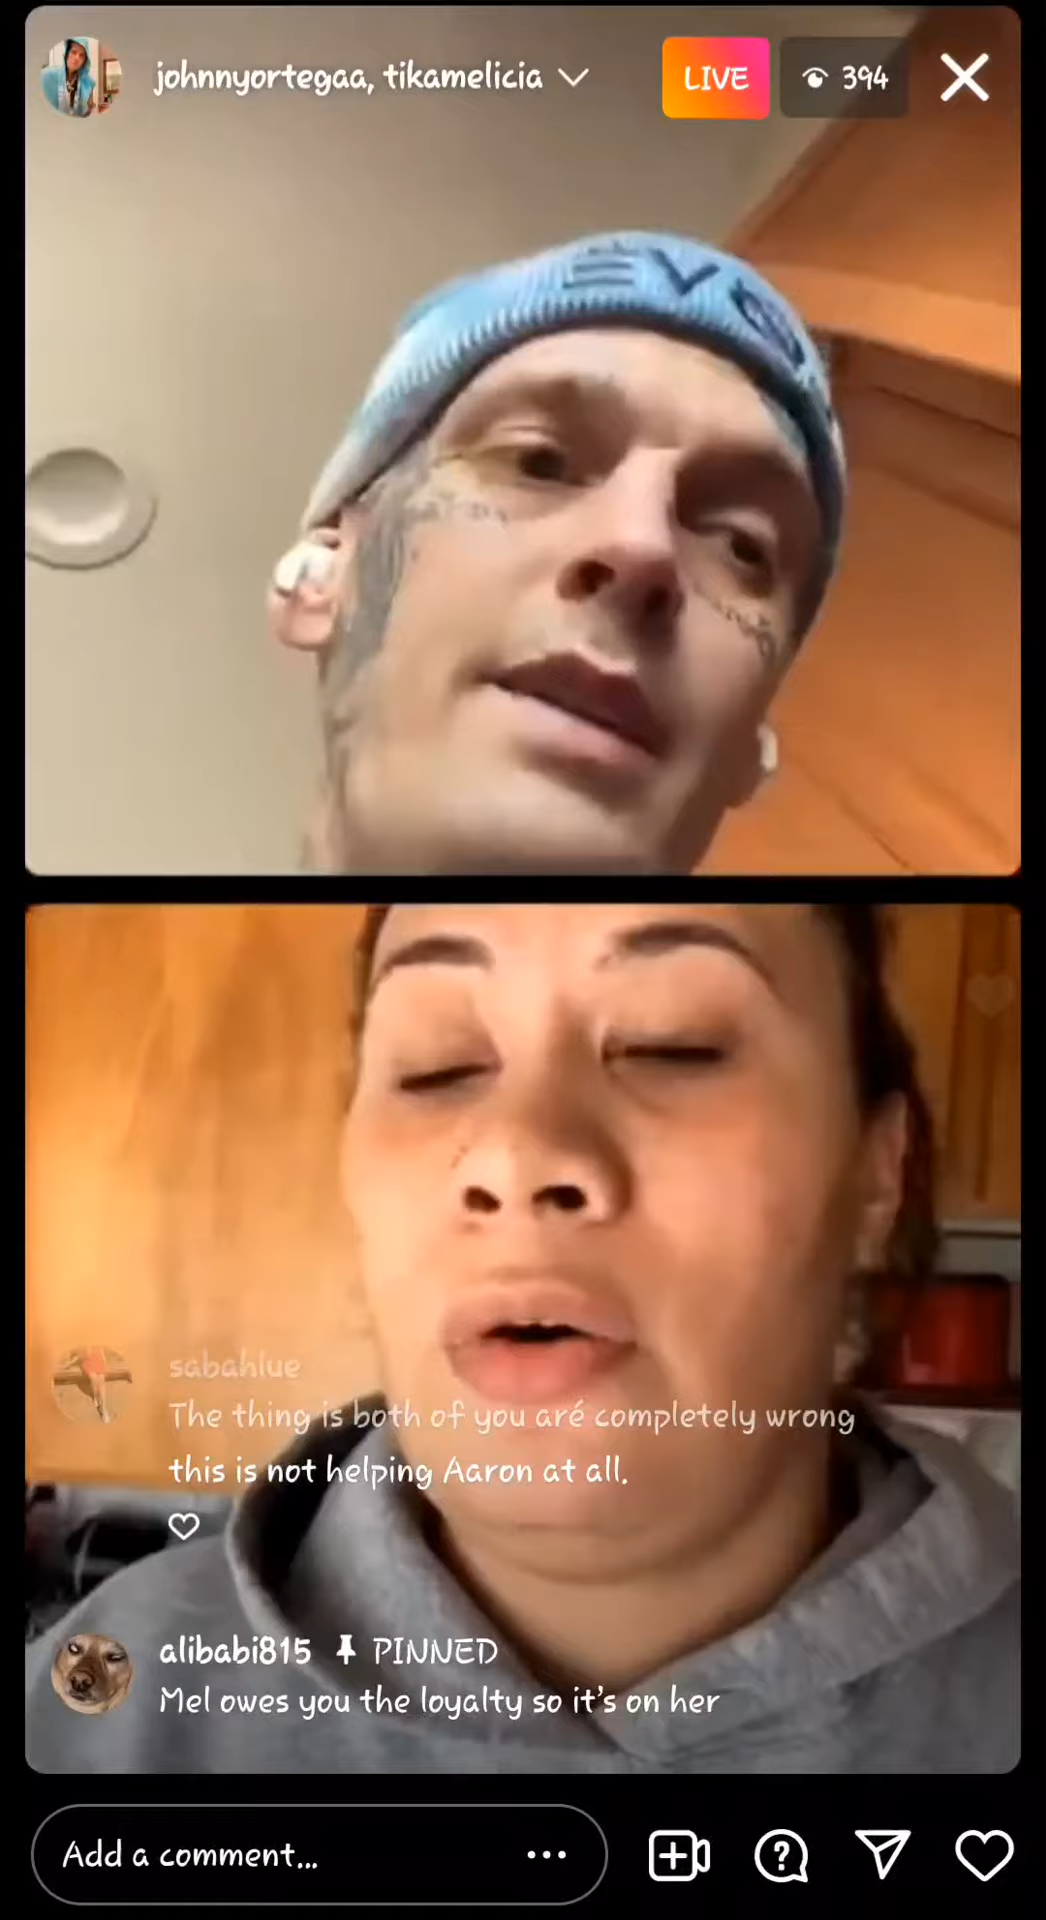 johnnyortegaa, tikamelicia
LIVE
394
EVO
sabahlue
The thing is both of you aré completely wrong
this is not helping Aaron at all.
alibabi815 PINNED
Mel owes you the loyalty so it's on her
Add a comment...